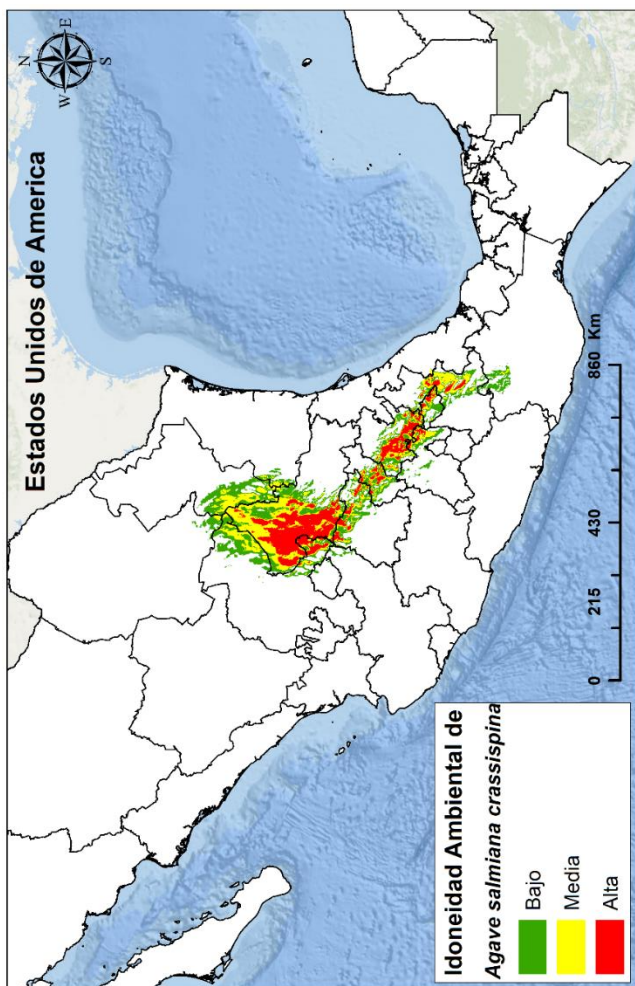 Estados Unidos de America
N
W E
S
Idoneidad Ambiental de
Agave salmiana crassispina
Bajo
Media
Alta
0 215 430 860 Km